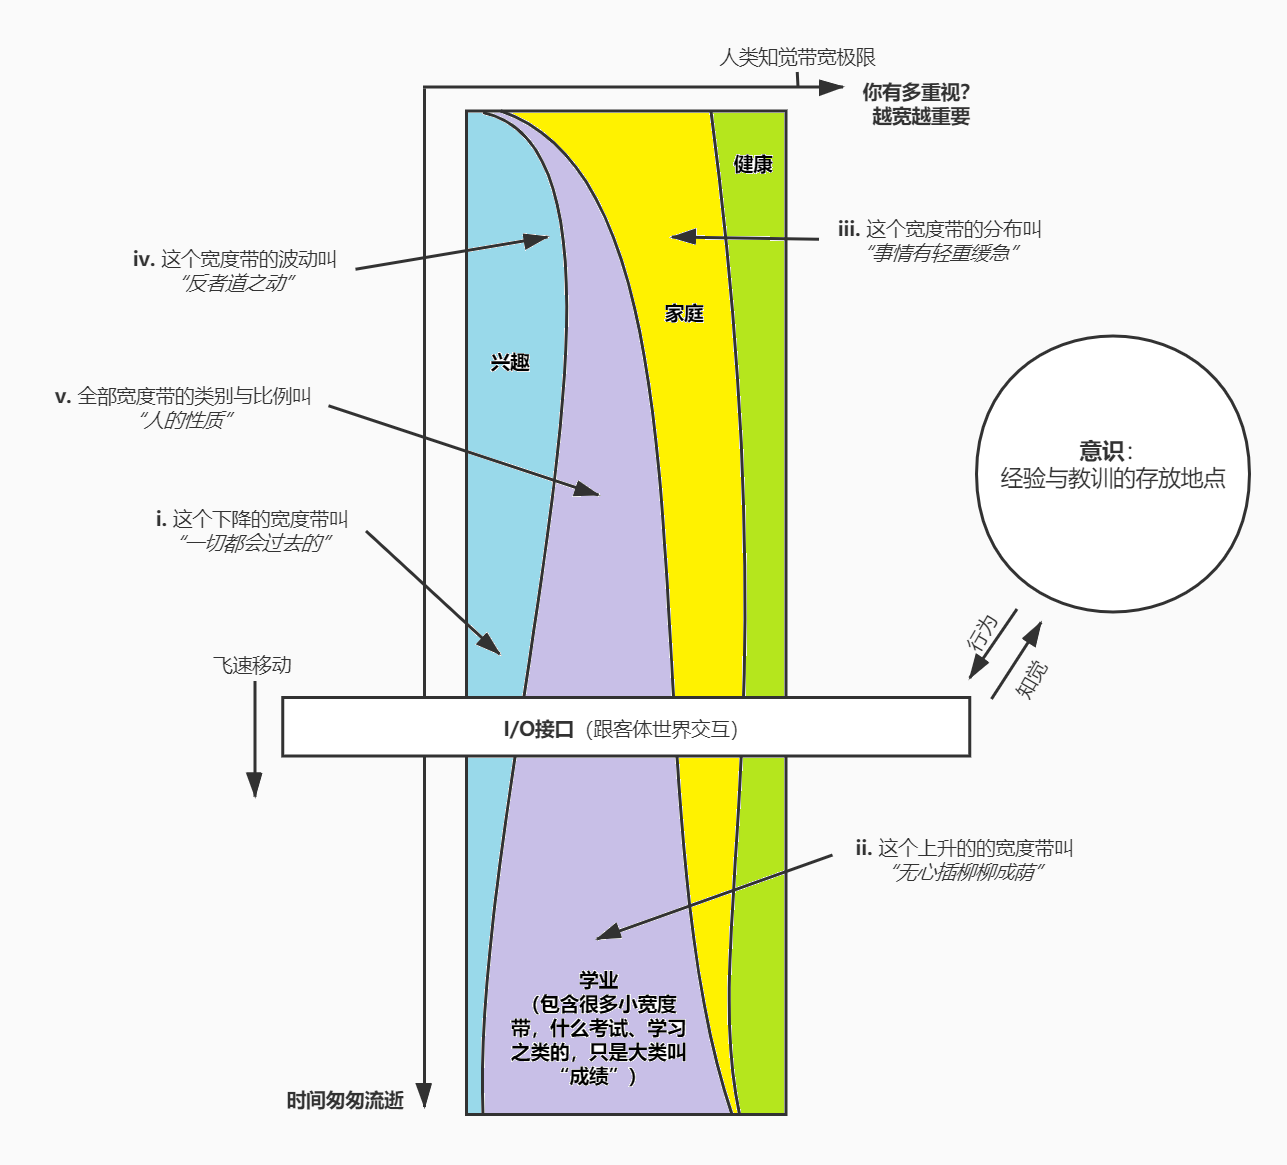 人类知觉带宽极限
你有多重视？
越宽越重要
健康
iii. 这个宽度带的分布叫
“事情有轻重缓急”
iv. 这个宽度带的波动叫
“反者道之动”
家庭
兴趣
v. 全部宽度带的类别与比例叫
“人的性质”
意识：
经验与教训的存放地点
i. 这个下降的宽度带叫
“一切都会过去的”
行为
知觉
飞速移动
I/O接口（跟客体世界交互）
ii. 这个上升的的宽度带叫
“无心插柳柳成荫”
学业
（包含很多小宽度
带，什么考试、学习
之类的，只是大类叫
“成绩”）
时间匆匆流逝